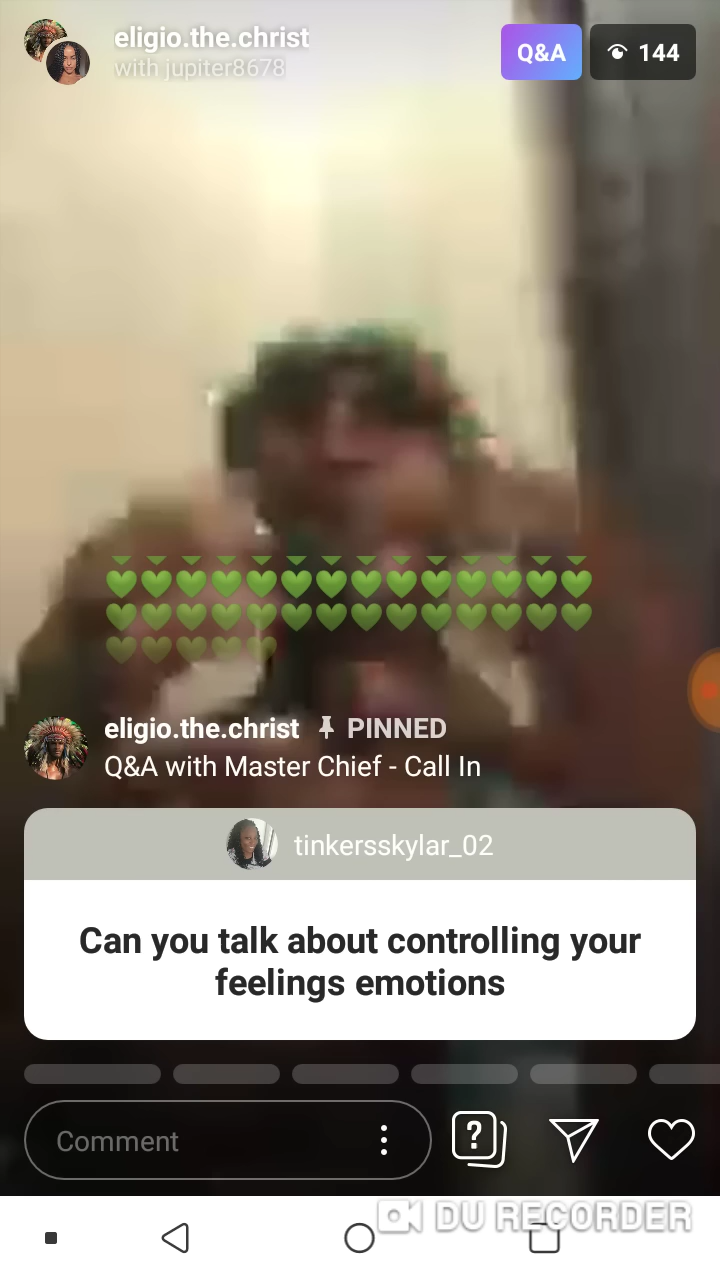 eligio.the.christ
with jupiter8678
Q&A
144
💚💚💚💚💚💚💚💚💚💚💚💚💚💚
💚💚💚💚💚💚💚💚💚💚💚💚💚💚
💚💚💚💚💚💚💚💚💚💚💚💚💚💚
💚💚💚💚💚
eligio.the.christ PINNED
Q&A with Master Chief - Call In
tinkersskylar_02
Can you talk about controlling your
feelings emotions
Comment
?
DU RECORDER